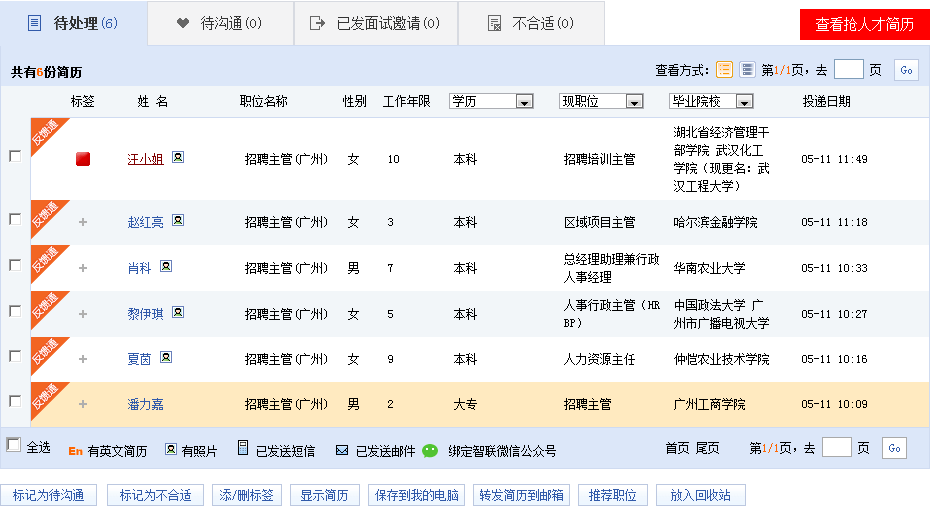 待处理(6) 待沟通(0) 已发面试邀请(0) 不合适(0) 查看抢人才简历
共有6份简历 查看方式: 第1/1页，去 页 Go
标签 姓 名 职位名称 性别 工作年限 学历 现职位 毕业院校 投递日期
反馈通 汪小姐 招聘主管(广州) 女 10 本科 招聘培训主管 湖北省经济管理干
部学院 武汉化工
学院（现更名：武
汉工程大学） 05-11 11:49
反馈通 + 赵红亮 招聘主管(广州) 女 3 本科 区域项目主管 哈尔滨金融学院 05-11 11:18
反馈通 + 肖科 招聘主管(广州) 男 7 本科 总经理助理兼行政
人事经理 华南农业大学 05-11 10:33
反馈通 + 黎伊琪 招聘主管(广州) 女 5 本科 人事行政主管（HR
BP） 中国政法大学 广
州市广播电视大学 05-11 10:27
反馈通 + 夏茵 招聘主管(广州) 女 9 本科 人力资源主任 仲恺农业技术学院 05-11 10:16
反馈通 + 潘力嘉 招聘主管(广州) 男 2 大专 招聘主管 广州工商学院 05-11 10:09
全选 En 有英文简历 有照片 已发送短信 已发送邮件 绑定智联微信公众号 首页 尾页 第1/1页，去 页 Go
标记为待沟通 标记为不合适 添/删标签 显示简历 保存到我的电脑 转发简历到邮箱 推荐职位 放入回收站